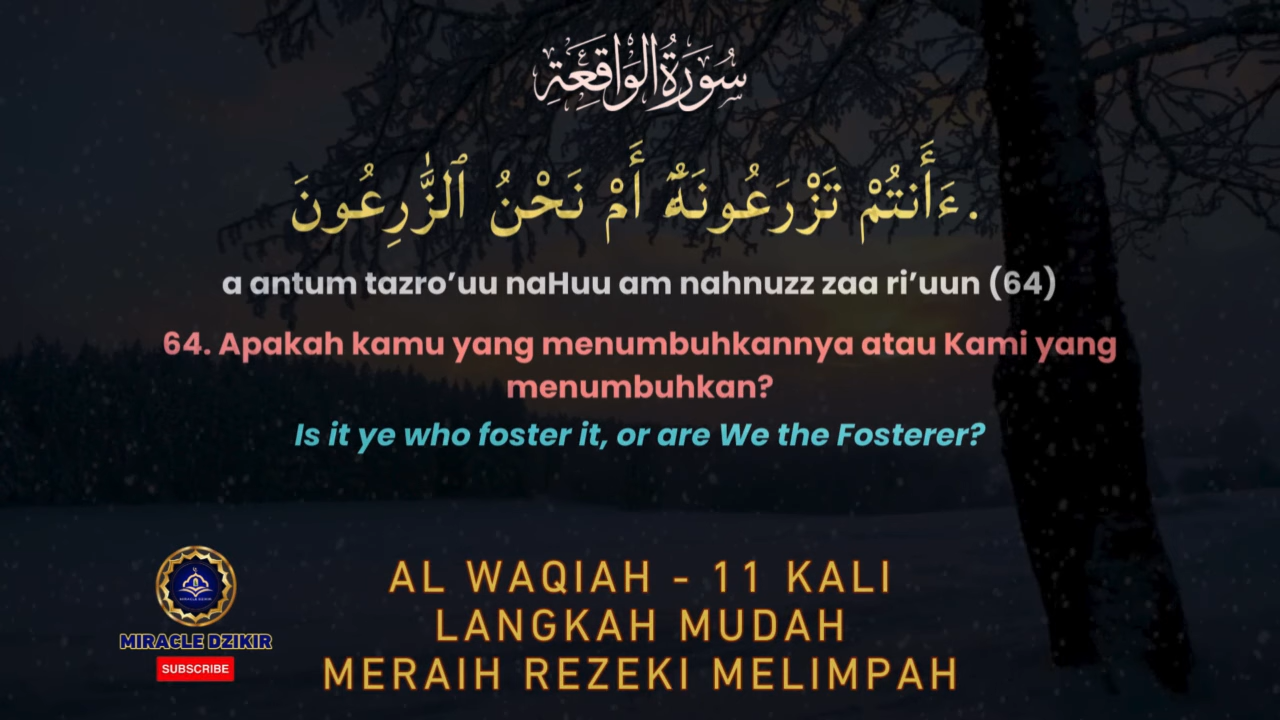 سُورَةُ الوَاقِعَةِ
ءَأَنتُمْ تَزْرَعُونَهُۥٓ أَمْ نَحْنُ ٱلزَّٰرِعُونَ.
a antum tazro’uu naHuu am nahnuzz zaa ri’uun (64)
64. Apakah kamu yang menumbuhkannya atau Kami yang
menumbuhkan?
Is it ye who foster it, or are We the Fosterer?
AL WAQIAH - 11 KALI
LANGKAH MUDAH
MERAIH REZEKI MELIMPAH
MIRACLE DZIKIR
MIRACLE DZIKIR
SUBSCRIBE